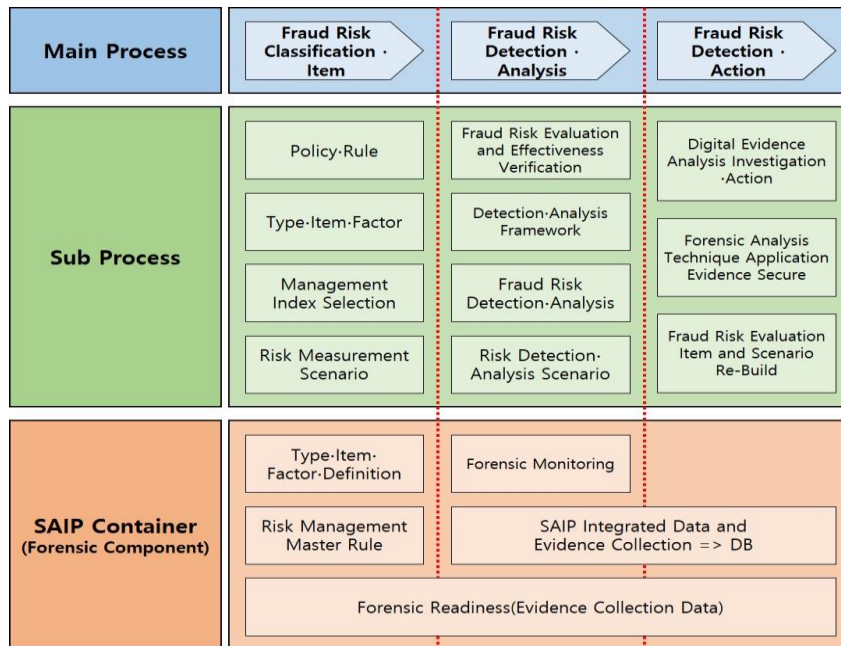 Main Process
Fraud Risk
Classification ·
Item
Fraud Risk
Detection ·
Analysis
Fraud Risk
Detection ·
Action
Sub Process
Policy·Rule
Type·Item·Factor
Management
Index Selection
Risk Measurement
Scenario
Fraud Risk Evaluation
and Effectiveness
Verification
Detection·Analysis
Framework
Fraud Risk
Detection·Analysis
Risk Detection·
Analysis Scenario
Digital Evidence
Analysis Investigation
·Action
Forensic Analysis
Technique Application
Evidence Secure
Fraud Risk Evaluation
Item and Scenario
Re-Build
SAIP Container
(Forensic Component)
Type·Item·
Factor·Definition
Risk Management
Master Rule
Forensic Monitoring
SAIP Integrated Data and
Evidence Collection => DB
Forensic Readiness(Evidence Collection Data)